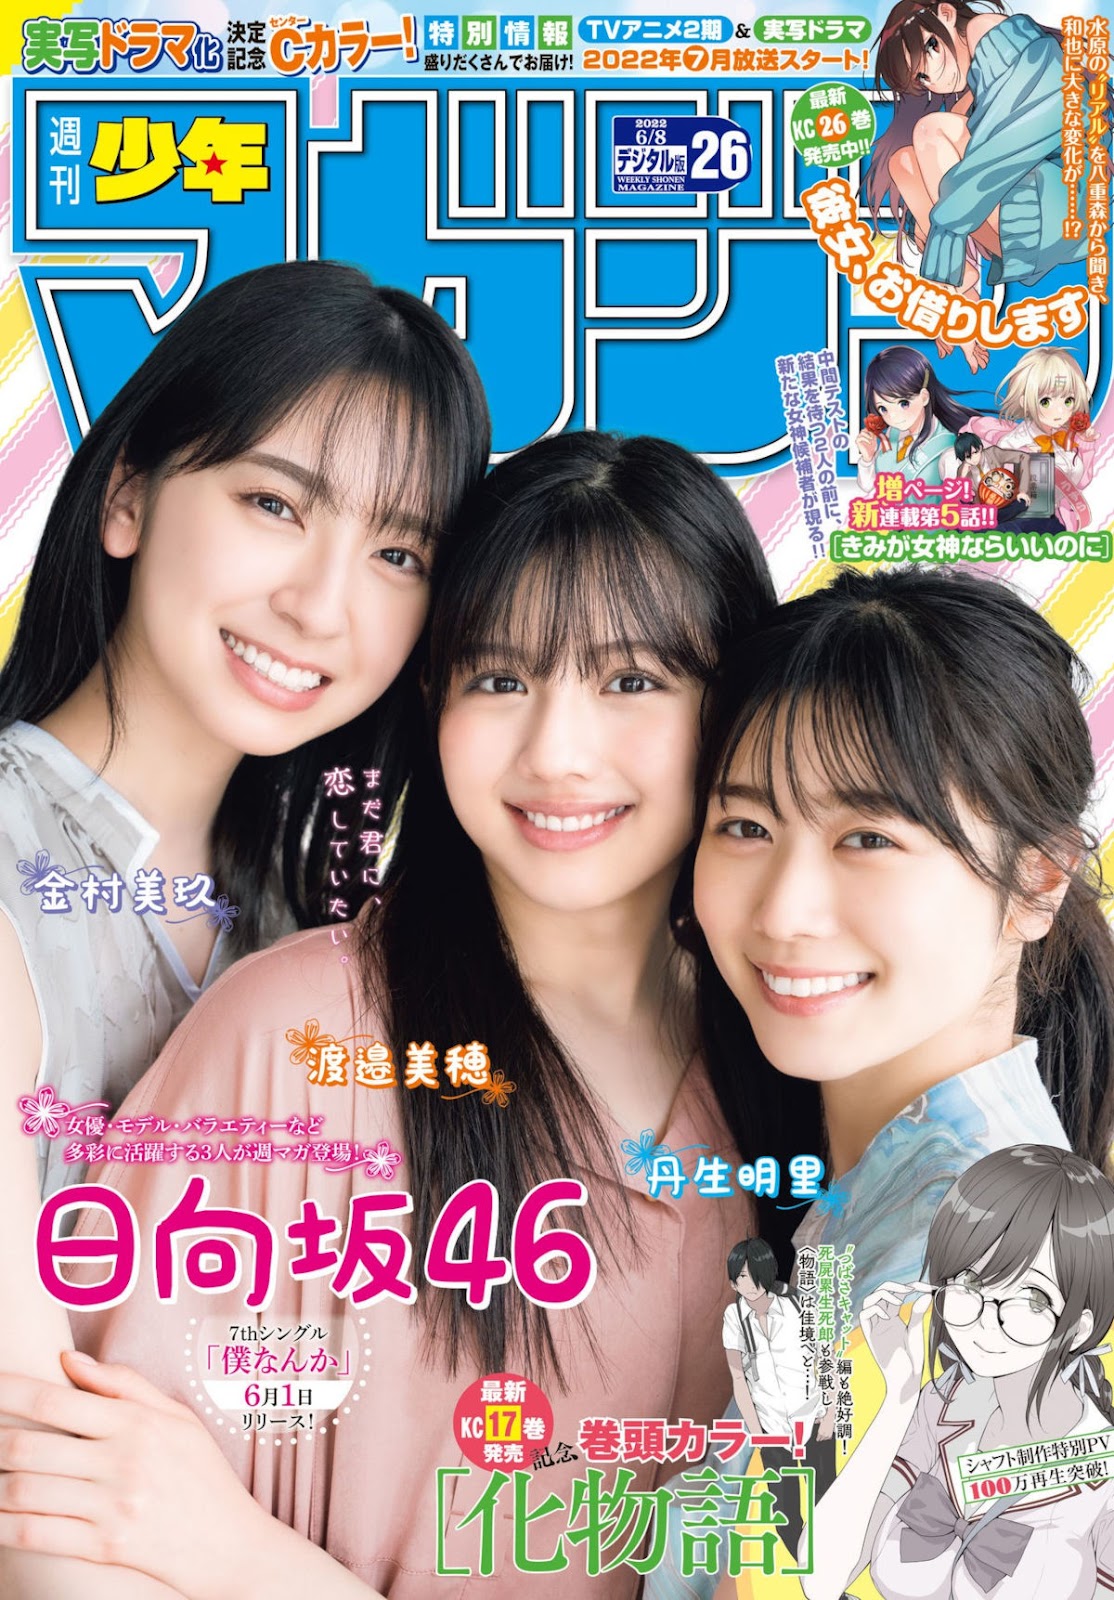 実写ドラマ化
決定
記念
センター
Cカラー!
特別情報
盛りだくさんでお届け!
TVアニメ2期&実写ドラマ
2022年7月放送スタート!
週刊
少年
マガジン
2022
6/8
デジタル版
WEEKLY SHONEN
MAGAZINE
26
最新
KC26巻
発売中!!
水原の“リアル”を八重森から聞き、
和也に大きな変化が……!?
彼女、お借りします
中間テストの
結果を待つ2人の前に、
新たな女神候補者が現る!!
増ページ!
新連載第5話!!
[きみが女神ならいいのに]
まだ君に、
恋していたい。
金村美玖
渡邉美穂
丹生明里
女優・モデル・バラエティーなど
多彩に活躍する3人が週マガ登場!
日向坂46
7thシングル
「僕なんか」
6月1日
リリース!
最新
KC17巻
発売
記念
巻頭カラー!
[化物語]
“つばさキャット”編も絶好調!
死屍累生死郎も参戦し
〈物語〉は佳境へと…!
シャフト制作特別PV
100万再生突破!